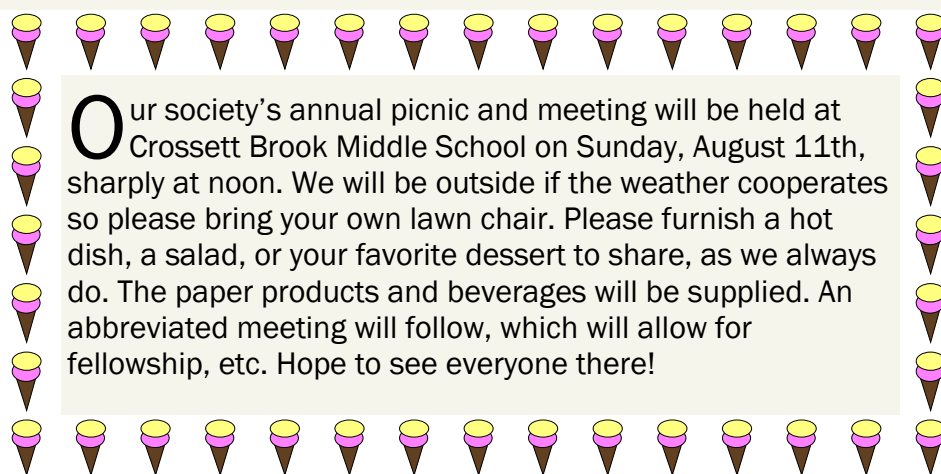 Our society’s annual picnic and meeting will be held at
Crossett Brook Middle School on Sunday, August 11th,
sharply at noon. We will be outside if the weather cooperates
so please bring your own lawn chair. Please furnish a hot
dish, a salad, or your favorite dessert to share, as we always
do. The paper products and beverages will be supplied. An
abbreviated meeting will follow, which will allow for
fellowship, etc. Hope to see everyone there!